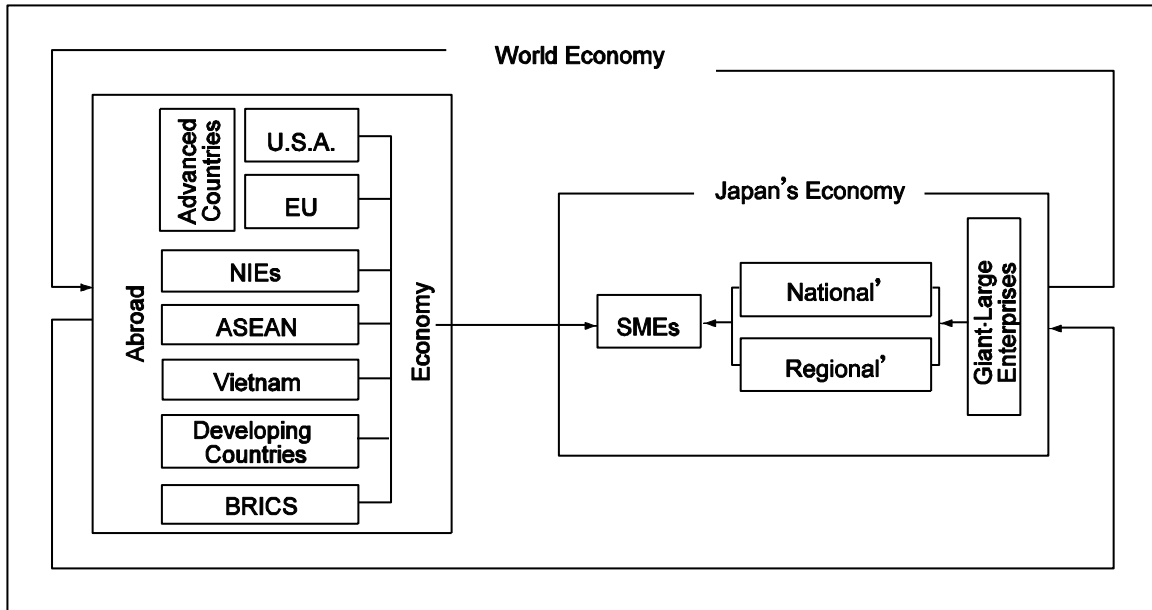 World Economy
Advanced
Countries
U.S.A.
EU
NIEs
ASEAN
Vietnam
Developing
Countries
BRICS
Abroad
Economy
Japan’s Economy
SMEs
National’
Regional’
Giant·Large
Enterprises